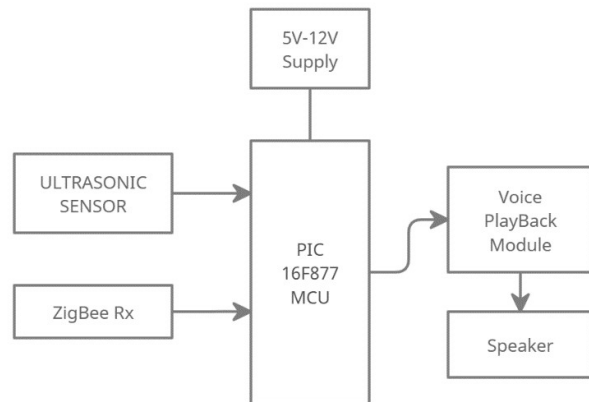 5V-12V
Supply
ULTRASONIC
SENSOR
PIC
16F877
MCU
Voice
PlayBack
Module
ZigBee Rx
Speaker